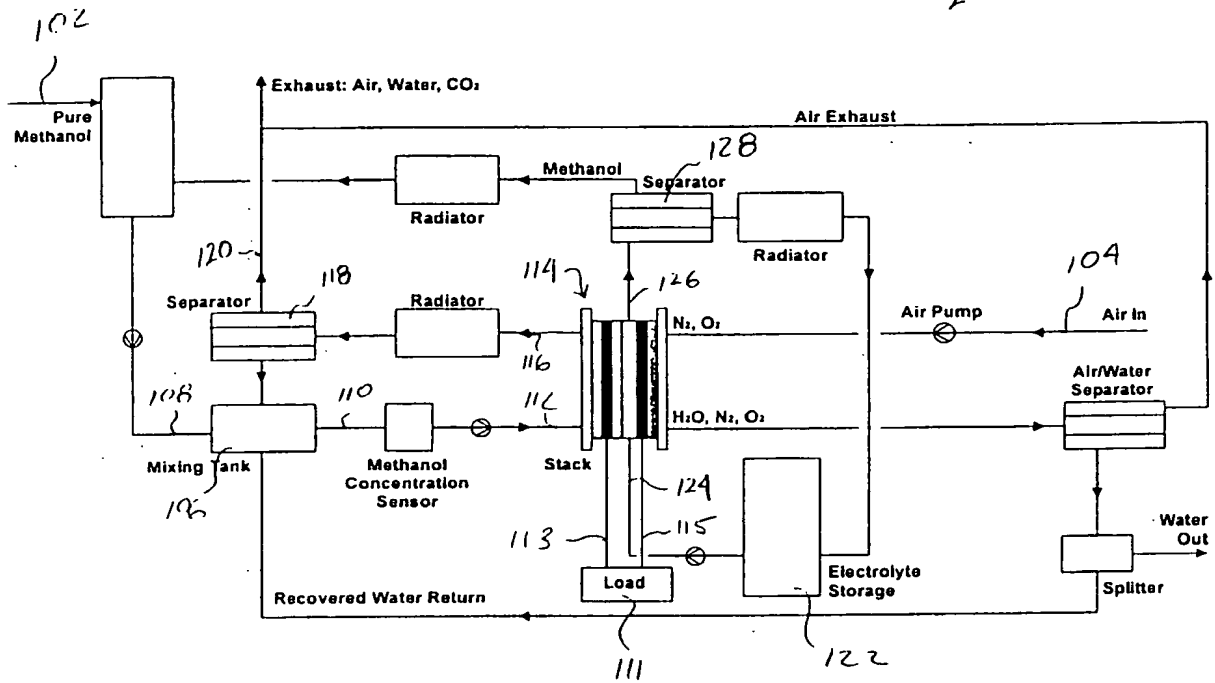 102
Exhaust: Air, Water, CO₂
Pure
Methanol
Air Exhaust
128
Methanol
Separator
Radiator
Radiator
120
118
114
126
104
Separator
Radiator
N₂, O₂
Air Pump
Air In
116
Air/Water
Separator
108
110
112
H₂O, N₂, O₂
Mixing Tank
Methanol
Concentration
Sensor
Stack
106
124
113
115
Water
Out
Load
Electrolyte
Storage
Splitter
Recovered Water Return
111
122